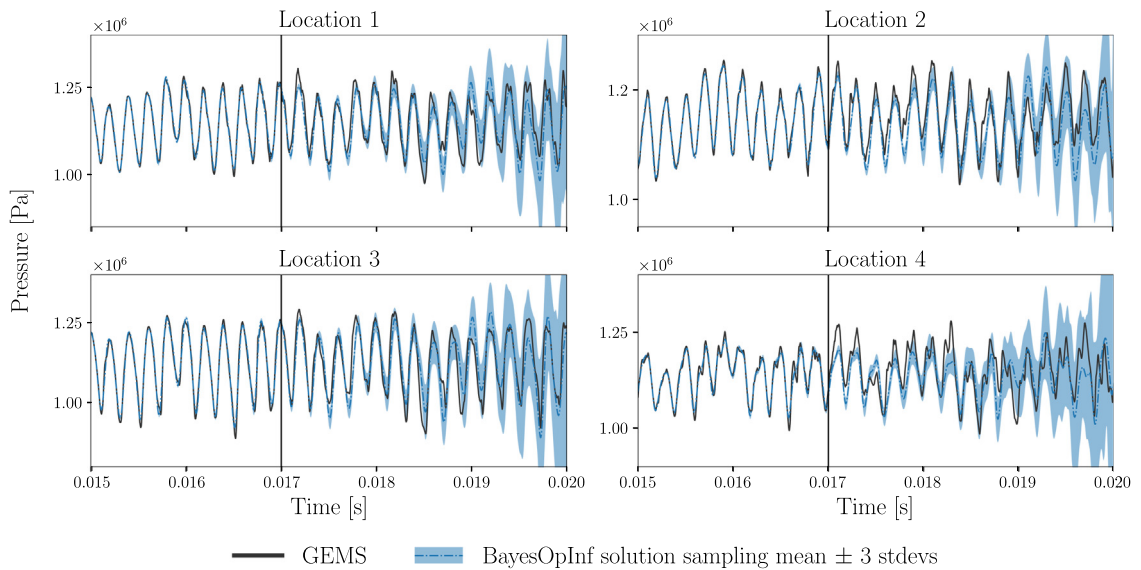 Location 1
×10⁶
1.25
1.00
Location 2
×10⁶
1.2
1.0
Pressure [Pa]
Location 3
×10⁶
1.25
1.00
0.015 0.016 0.017 0.018 0.019 0.020
Time [s]
Location 4
×10⁶
1.25
1.00
0.015 0.016 0.017 0.018 0.019 0.020
Time [s]
GEMS
BayesOpInf solution sampling mean ± 3 stdevs